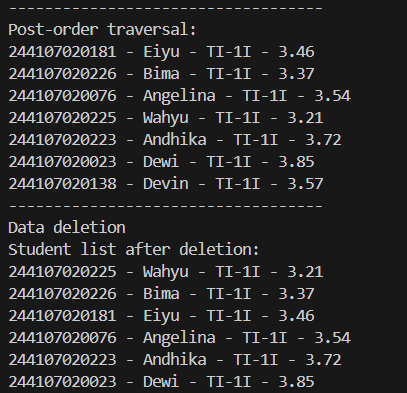 -----------------------------------
Post-order traversal:
244107020181 - Eiyu - TI-1I - 3.46
244107020226 - Bima - TI-1I - 3.37
244107020076 - Angelina - TI-1I - 3.54
244107020225 - Wahyu - TI-1I - 3.21
244107020223 - Andhika - TI-1I - 3.72
244107020023 - Dewi - TI-1I - 3.85
244107020138 - Devin - TI-1I - 3.57
-----------------------------------
Data deletion
Student list after deletion:
244107020225 - Wahyu - TI-1I - 3.21
244107020226 - Bima - TI-1I - 3.37
244107020181 - Eiyu - TI-1I - 3.46
244107020076 - Angelina - TI-1I - 3.54
244107020223 - Andhika - TI-1I - 3.72
244107020023 - Dewi - TI-1I - 3.85